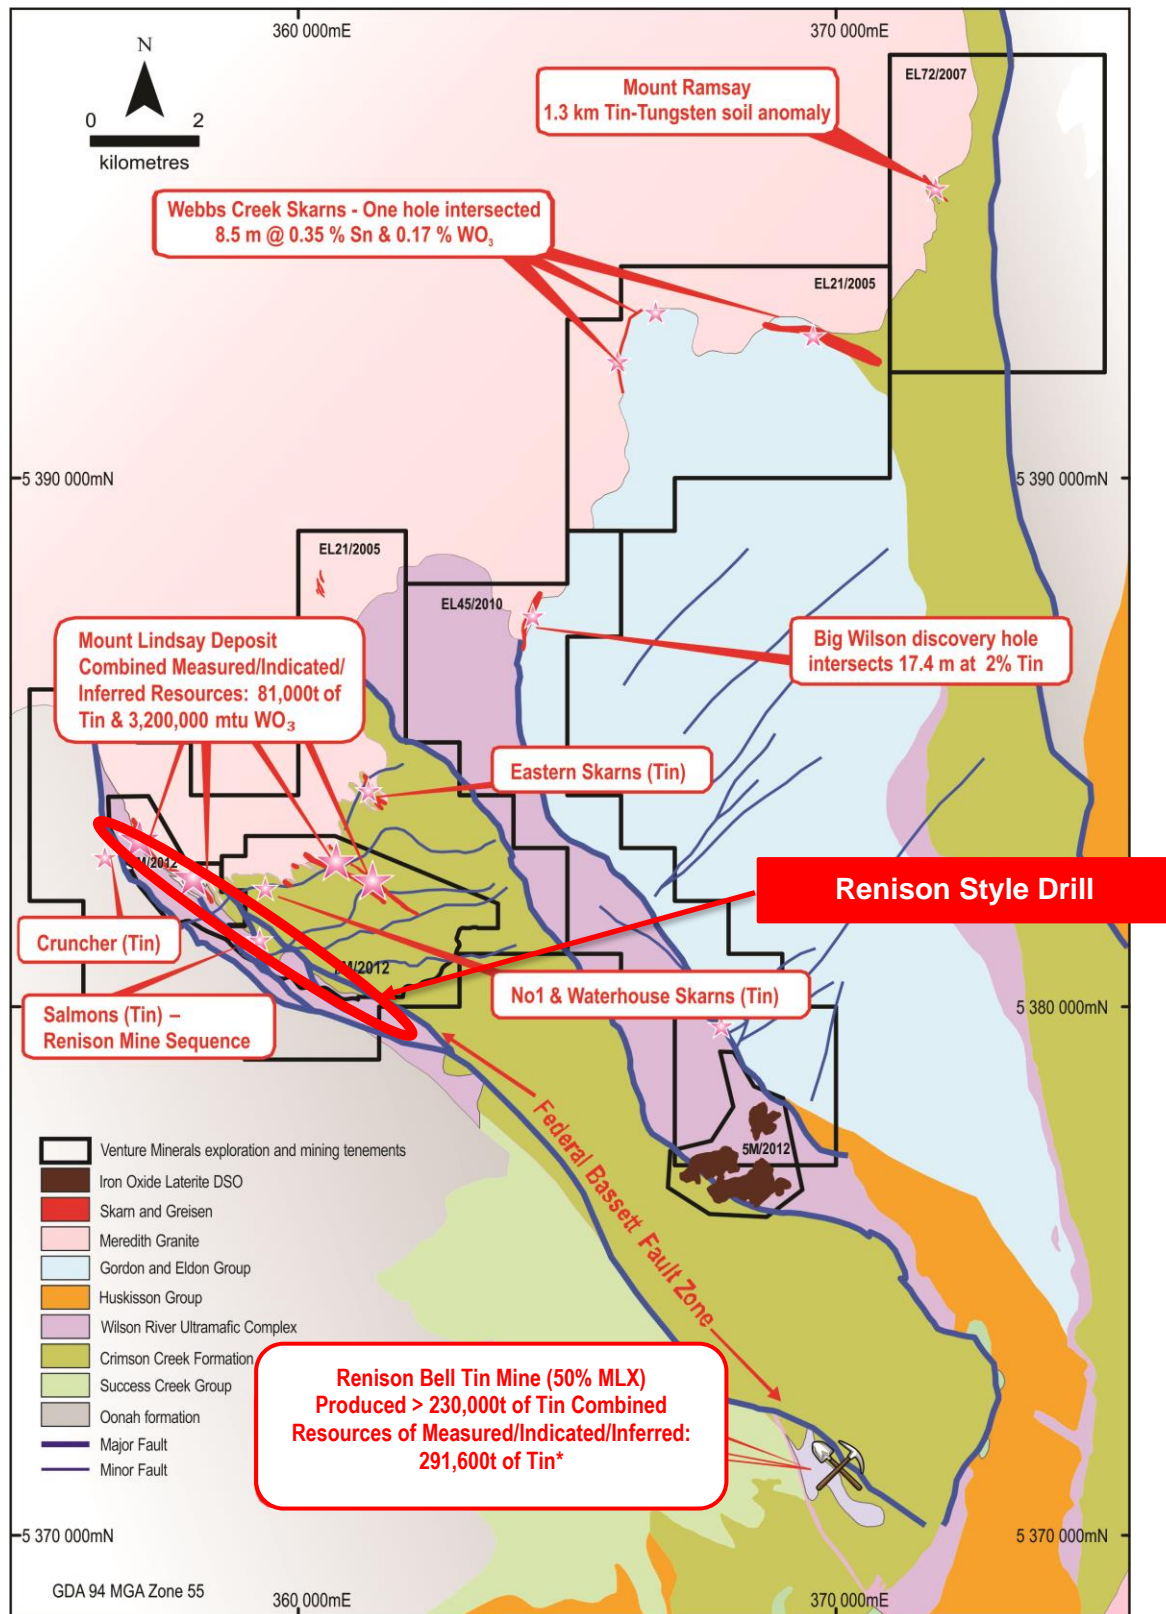 360 000mE
370 000mE
N
0 2
kilometres
EL72/2007
Mount Ramsay
1.3 km Tin-Tungsten soil anomaly
Webbs Creek Skarns - One hole intersected
8.5 m @ 0.35 % Sn & 0.17 % WO₃
EL21/2005
5 390 000mN
5 390 000mN
EL21/2005
EL45/2010
Mount Lindsay Deposit
Combined Measured/Indicated/
Inferred Resources: 81,000t of
Tin & 3,200,000 mtu WO₃
Big Wilson discovery hole
intersects 17.4 m at 2% Tin
Eastern Skarns (Tin)
M/2012
Renison Style Drill
Cruncher (Tin)
M/2012
No1 & Waterhouse Skarns (Tin)
Salmons (Tin) –
Renison Mine Sequence
5 380 000mN
Federal Bassett Fault Zone
5M/2012
Venture Minerals exploration and mining tenements
Iron Oxide Laterite DSO
Skarn and Greisen
Meredith Granite
Gordon and Eldon Group
Huskisson Group
Wilson River Ultramafic Complex
Crimson Creek Formation
Success Creek Group
Oonah formation
Major Fault
Minor Fault
Renison Bell Tin Mine (50% MLX)
Produced > 230,000t of Tin Combined
Resources of Measured/Indicated/Inferred:
291,600t of Tin*
5 370 000mN
5 370 000mN
GDA 94 MGA Zone 55
360 000mE
370 000mE